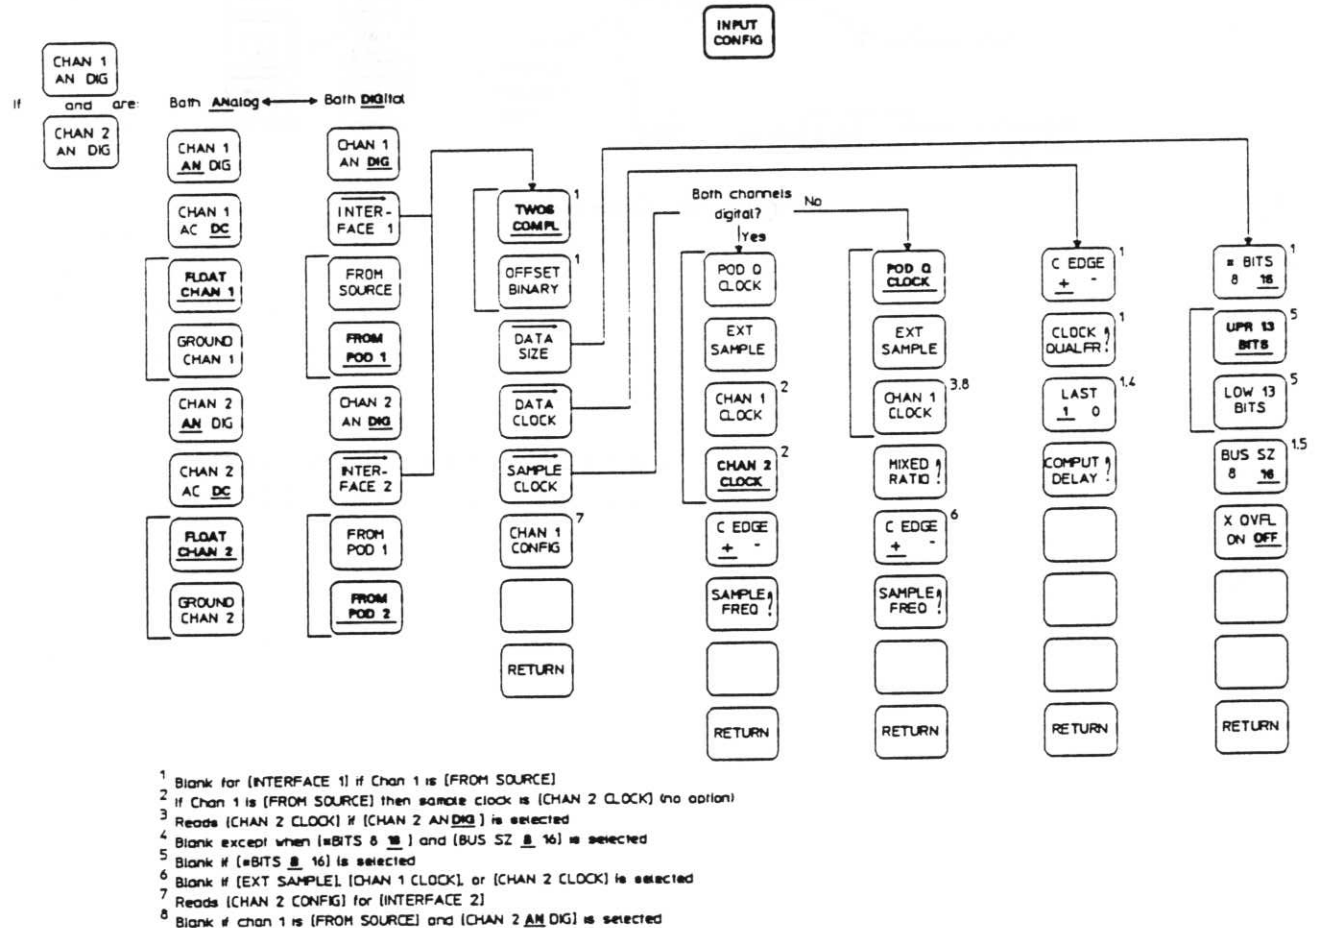 INPUT
CONFIG
CHAN 1
AN DIG
If and are:
CHAN 2
AN DIG
Both ANalog
Both DIGital
CHAN 1
AN DIG
CHAN 1
AC DC
FLOAT
CHAN 1
GROUND
CHAN 1
CHAN 2
AN DIG
CHAN 2
AC DC
FLOAT
CHAN 2
GROUND
CHAN 2
CHAN 1
AN DIG
INTER-
FACE 1
FROM
SOURCE
FROM
POD 1
CHAN 2
AN DIG
INTER-
FACE 2
FROM
POD 1
FROM
POD 2
TWOS
COMPL
1
OFFSET
BINARY
1
DATA
SIZE
DATA
CLOCK
SAMPLE
CLOCK
CHAN 1
CONFIG
7
RETURN
Both channels
digital?
No
Yes
POD Q
CLOCK
EXT
SAMPLE
CHAN 1
CLOCK
2
CHAN 2
CLOCK
2
C EDGE
+ -
SAMPLE
FREQ !
RETURN
POD Q
CLOCK
EXT
SAMPLE
CHAN 1
CLOCK
3,8
MIXED
RATIO !
C EDGE
+ -
6
SAMPLE
FREQ !
RETURN
C EDGE
+ -
1
CLOCK
QUALFR !
1
LAST
1 0
1,4
COMPUT
DELAY !
RETURN
# BITS
8 16
1
UPR 13
BITS
5
LOW 13
BITS
5
BUS SZ
8 16
1,5
X OVFL
ON OFF
RETURN
1 Blank for [INTERFACE 1] if Chan 1 is [FROM SOURCE]
2 If Chan 1 is [FROM SOURCE] then sample clock is [CHAN 2 CLOCK] (no option)
3 Reads [CHAN 2 CLOCK] if [CHAN 2 AN DIG ] is selected
4 Blank except when [#BITS 8 16 ] and [BUS SZ 8 16] is selected
5 Blank if [#BITS 8 16] is selected
6 Blank if [EXT SAMPLE], [CHAN 1 CLOCK], or [CHAN 2 CLOCK] is selected
7 Reads [CHAN 2 CONFIG] for [INTERFACE 2]
8 Blank if chan 1 is [FROM SOURCE] and [CHAN 2 AN DIG] is selected